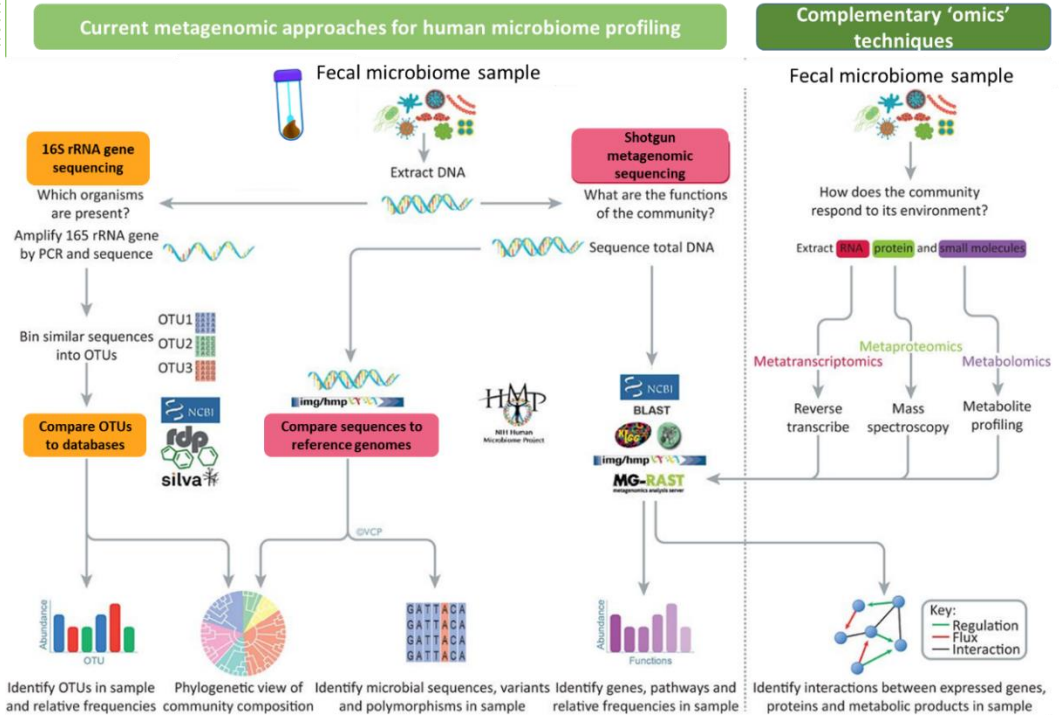 Current metagenomic approaches for human microbiome profiling
Complementary ‘omics’
techniques
Fecal microbiome sample
Extract DNA
16S rRNA gene
sequencing
Which organisms
are present?
Amplify 16S rRNA gene
by PCR and sequence
Bin similar sequences
into OTUs
OTU1
OTU2
OTU3
Compare OTUs
to databases
NCBI
rdp
silva
Shotgun
metagenomic
sequencing
What are the functions
of the community?
Sequence total DNA
img/hmp
Compare sequences to
reference genomes
HMP
NIH Human
Microbiome Project
NCBI
BLAST
KEGG
img/hmp
MG-RAST
metagenomics analysis server
©VCP
Fecal microbiome sample
How does the community
respond to its environment?
Extract RNA protein and small molecules
Metatranscriptomics
Metaproteomics
Metabolomics
Reverse
transcribe
Mass
spectroscopy
Metabolite
profiling
Abundance
OTU
Identify OTUs in sample
and relative frequencies
Phylogenetic view of
community composition
GATTACA
GATTACA
GATTACA
GATTACA
Identify microbial sequences, variants
and polymorphisms in sample
Abundance
Functions
Identify genes, pathways and
relative frequencies in sample
Key:
Regulation
Flux
Interaction
Identify interactions between expressed genes,
proteins and metabolic products in sample